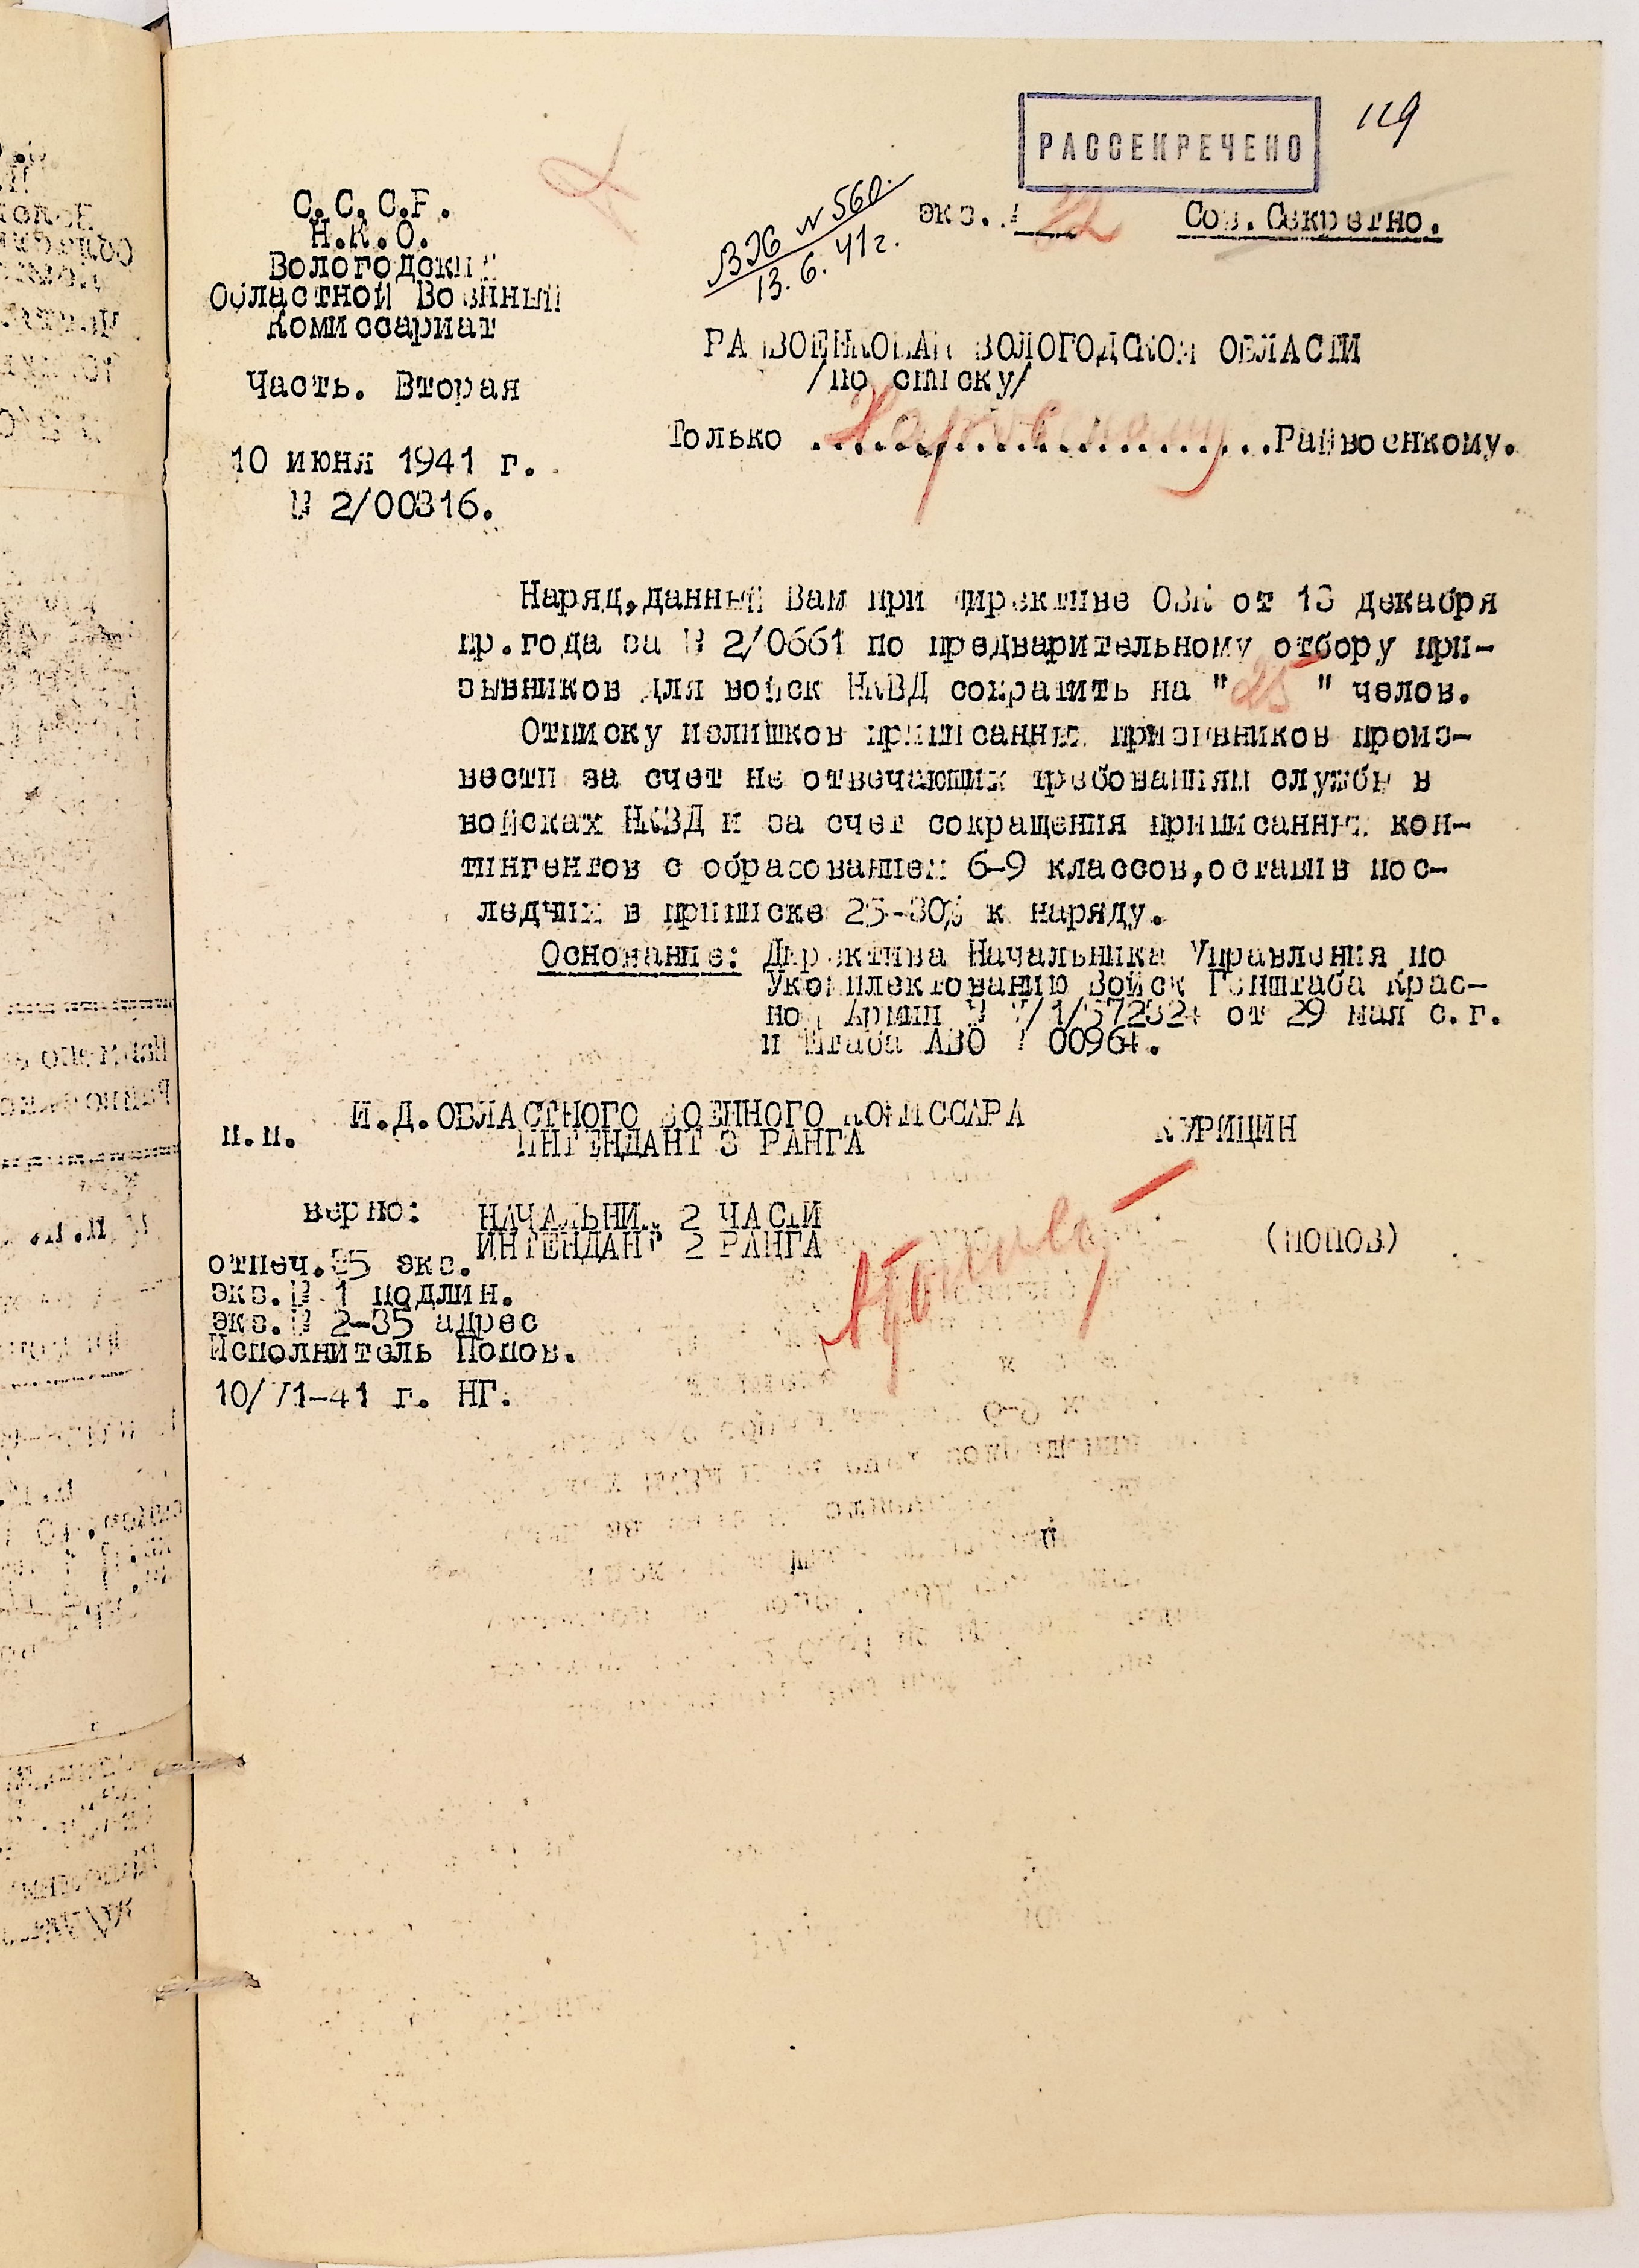 РАССЕКРЕЧЕНО
119
С.С.С.Р.
Н.К.О.
Вологодский
Областной Военный
Комиссариат
Часть. Вторая
10 июня 1941 г.
№ 2/00316.
ВХ № 560.
13.6.41г.
экз.№ 22 Сов.Секретно.
РАЙВОЕНКОМАМ ВОЛОГОДСКОЙ ОБЛАСТИ
/по списку/
Только .......................Райвоенкому.
Наряд,данный Вам при директиве ОВК от 13 декабря
пр.года за № 2/0661 по предварительному отбору при-
зывников для войск НКВД сократить на "25" челов.
Отписку излишков приписанных призывников произ-
вести за счет не отвечающих требованиям службы в
войсках НКВД и за счет сокращения приписанных кон-
тингентов с образованием 6-9 классов,оставив пос-
ледних в приписке 25-30% к наряду.
Основание: Директива Начальника Управления по
Укомплектованию Войск Генштаба Крас-
ной Армии № от 29 мая с.г.
и Штаба АВО № 00964.
п.п. И.Д.ОБЛАСТНОГО ВОЕННОГО КОМИССАРА КУРИЦИН
ИНТЕНДАНТ 3 РАНГА
верно: НАЧАЛЬНИК 2 ЧАСТИ
ИНТЕНДАНТ 2 РАНГА (ПОПОВ)
отпеч.35 экз.
экз.№ 1 подлин.
экз.№ 2-35 адрес
Исполнитель Попов.
10/VI-41 г. НГ.